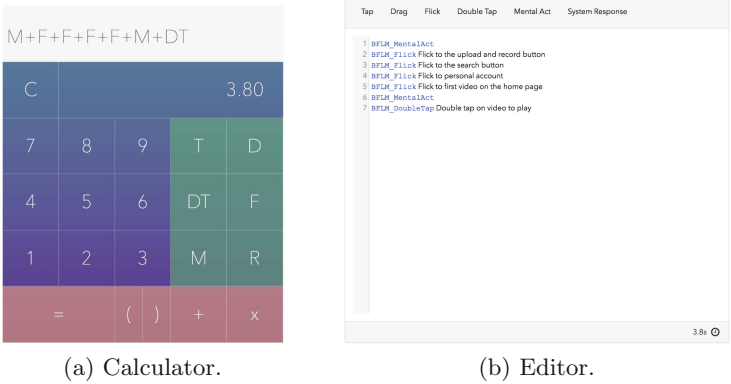 M+F+F+F+F+M+DT
C 3.80
7 8 9 T D
4 5 6 DT F
1 2 3 M R
= ( ) + x
(a) Calculator.
Tap Drag Flick Double Tap Mental Act System Response
1 BFLM_MentalAct
2 BFLM_Flick Flick to the upload and record button
3 BFLM_Flick Flick to the search button
4 BFLM_Flick Flick to personal account
5 BFLM_Flick Flick to first video on the home page
6 BFLM_MentalAct
7 BFLM_DoubleTap Double tap on video to play
3.8s
(b) Editor.